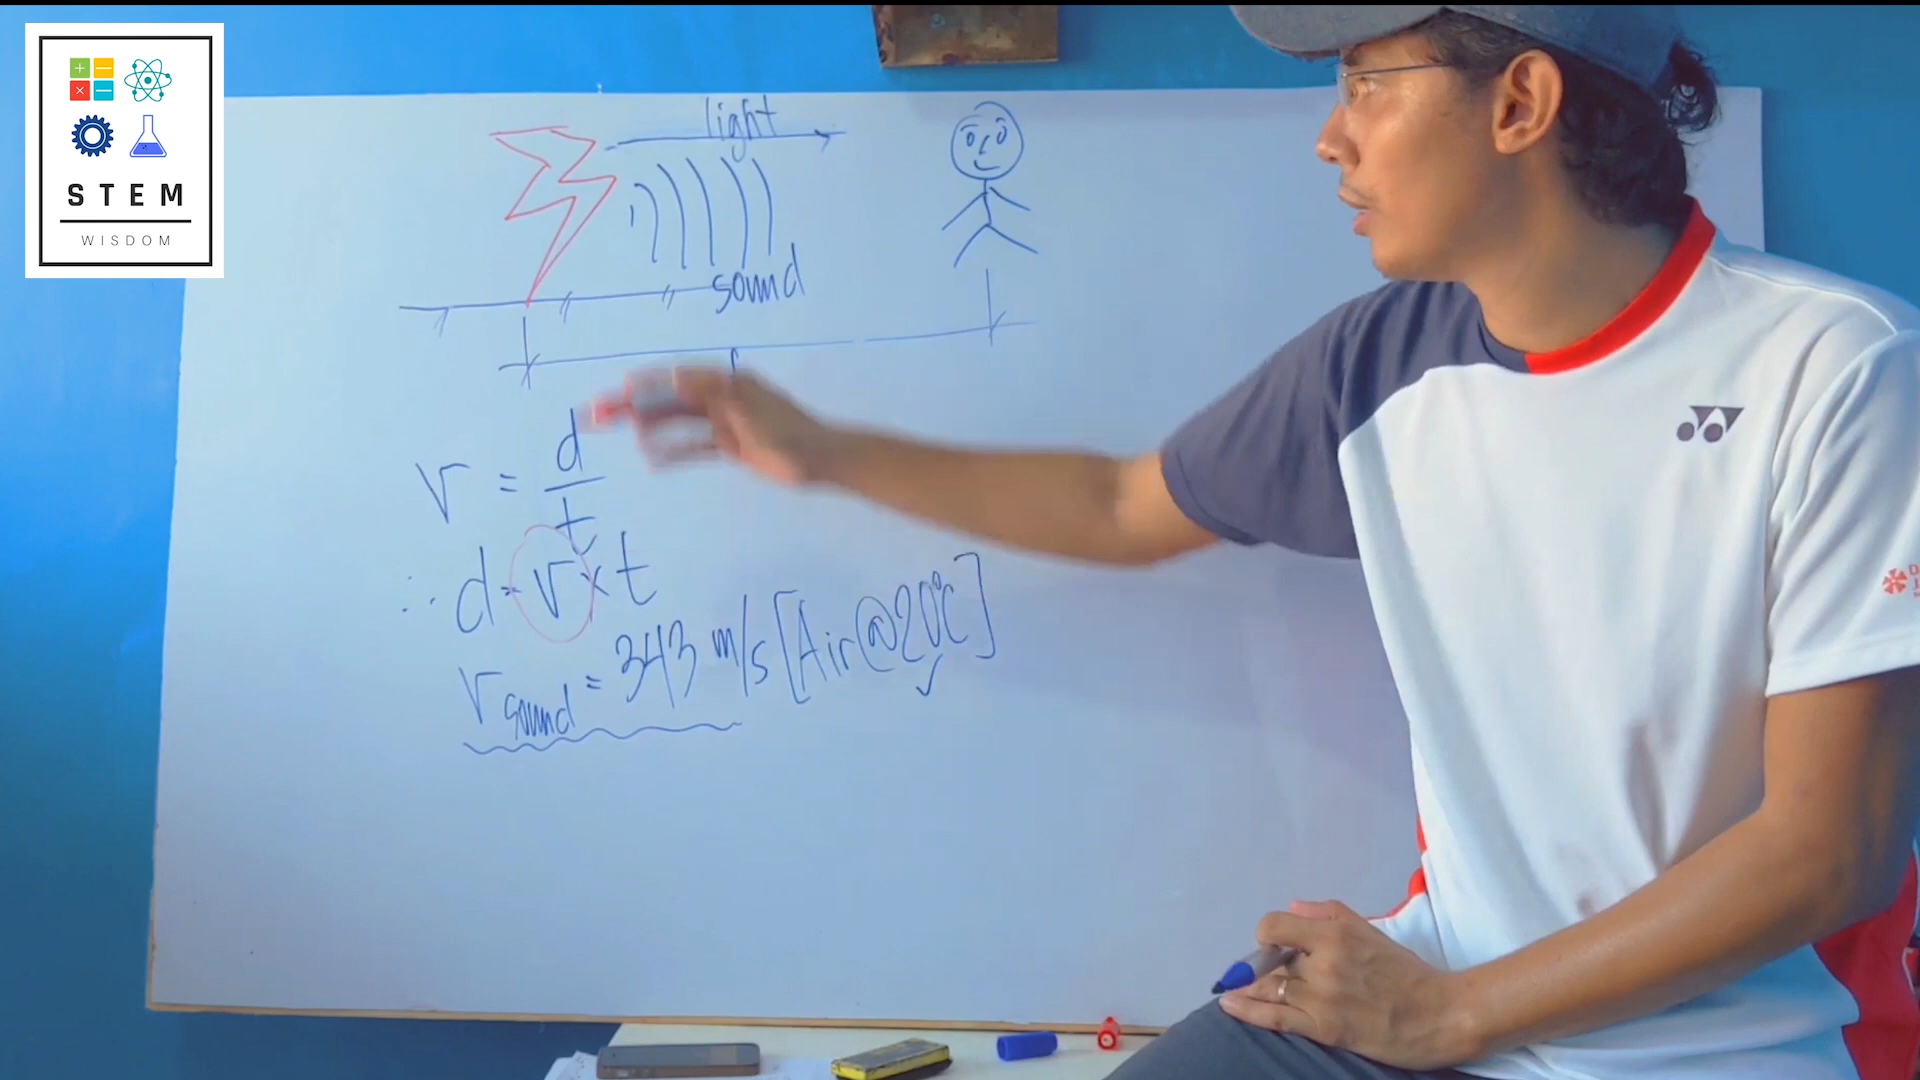 STEM
WISDOM
light
sound
v = d/t
∴ d = v x t
v sound = 343 m/s [Air @ 20°C]